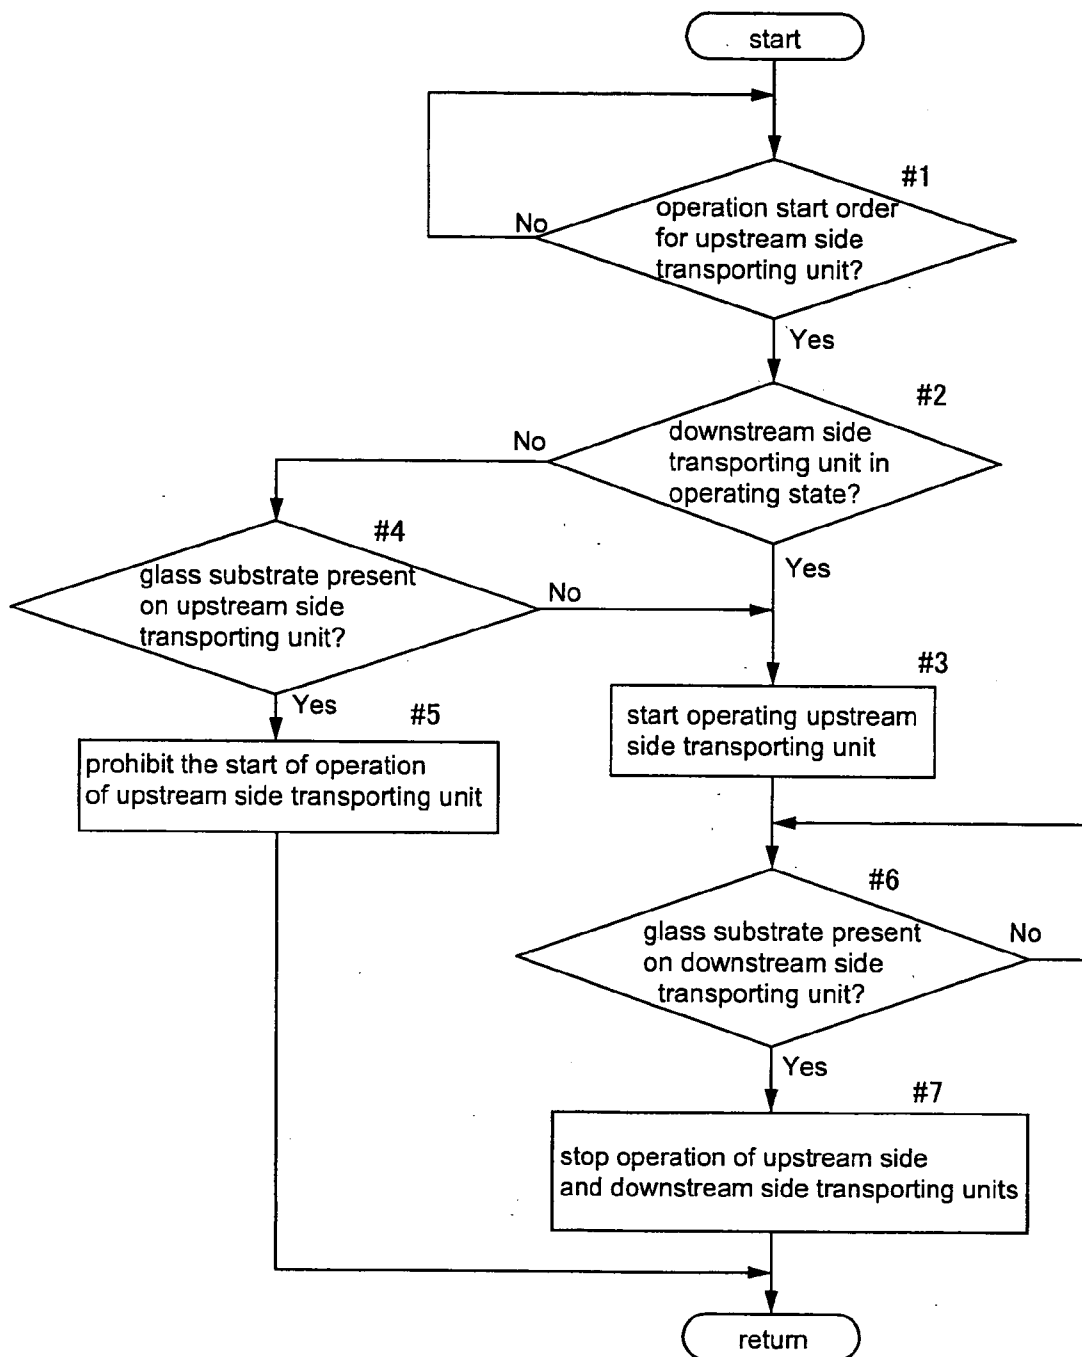 start
#1
operation start order
for upstream side
transporting unit?
No
Yes
#2
downstream side
transporting unit in
operating state?
No
Yes
#4
glass substrate present
on upstream side
transporting unit?
No
Yes
#3
start operating upstream
side transporting unit
#5
prohibit the start of operation
of upstream side transporting unit
#6
glass substrate present
on downstream side
transporting unit?
No
Yes
#7
stop operation of upstream side
and downstream side transporting units
return